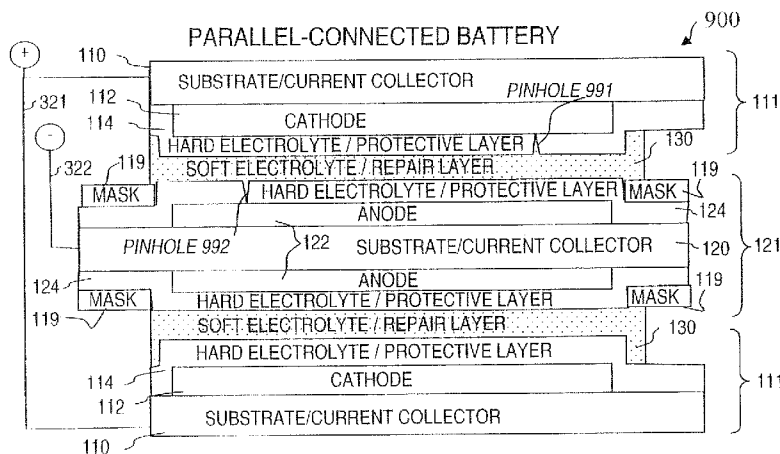 PARALLEL-CONNECTED BATTERY
900
+
110
SUBSTRATE/CURRENT COLLECTOR
321
112
PINHOLE 991
111
CATHODE
114
-
HARD ELECTROLYTE / PROTECTIVE LAYER
130
322
SOFT ELECTROLYTE / REPAIR LAYER
119
119
MASK
HARD ELECTROLYTE / PROTECTIVE LAYER
MASK
ANODE
124
PINHOLE 992
122
SUBSTRATE/CURRENT COLLECTOR
120
121
124
ANODE
MASK
HARD ELECTROLYTE / PROTECTIVE LAYER
MASK
119
119
SOFT ELECTROLYTE / REPAIR LAYER
130
HARD ELECTROLYTE / PROTECTIVE LAYER
114
CATHODE
111
112
SUBSTRATE/CURRENT COLLECTOR
110